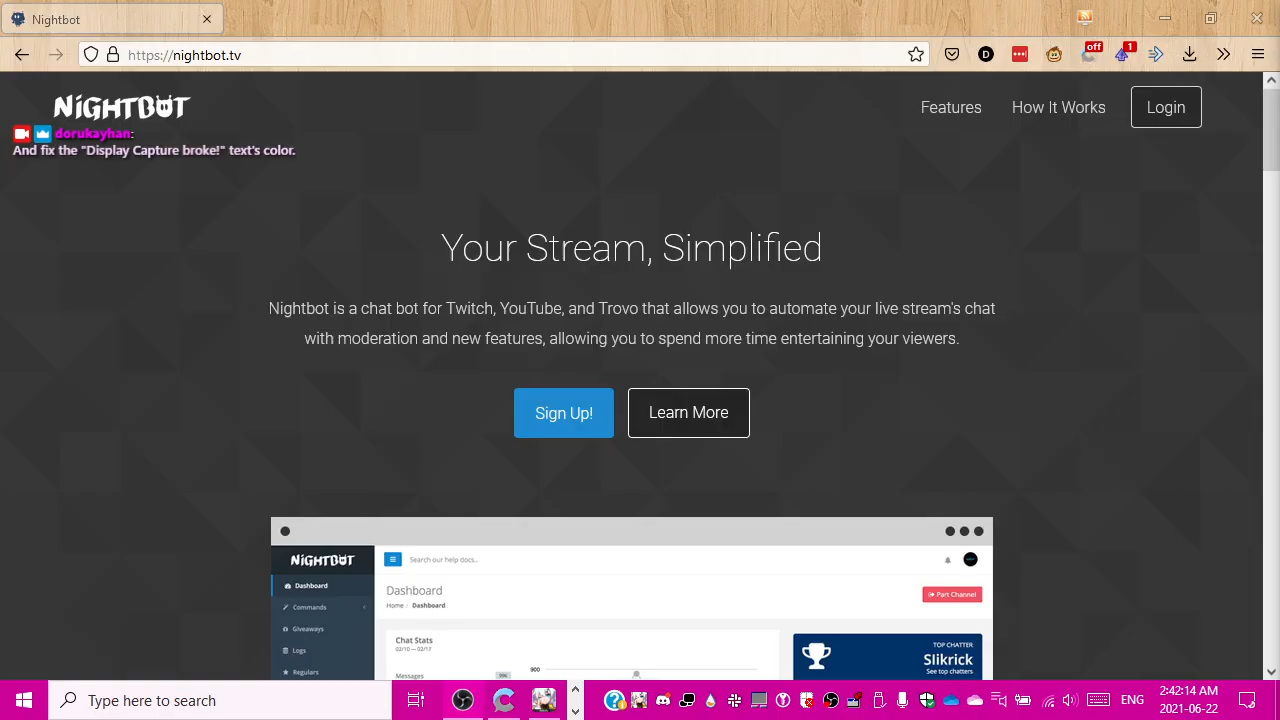 Nightbot
https://nightbot.tv
D
off
1
NiGHTBOT
Features
How It Works
Login
dorukayhan:
And fix the "Display Capture broke!" text's color.
Your Stream, Simplified
Nightbot is a chat bot for Twitch, YouTube, and Trovo that allows you to automate your live stream's chat
with moderation and new features, allowing you to spend more time entertaining your viewers.
Sign Up!
Learn More
NiGHTBOT
Search our help docs..
Dashboard
Commands
Giveaways
Logs
Regulars
Dashboard
Home / Dashboard
Part Channel
Chat Stats
02/10 — 02/17
Messages
900
TOP CHATTER
Slikrick
See top chatters
Type here to search
ENG
2:42:14 AM
2021-06-22